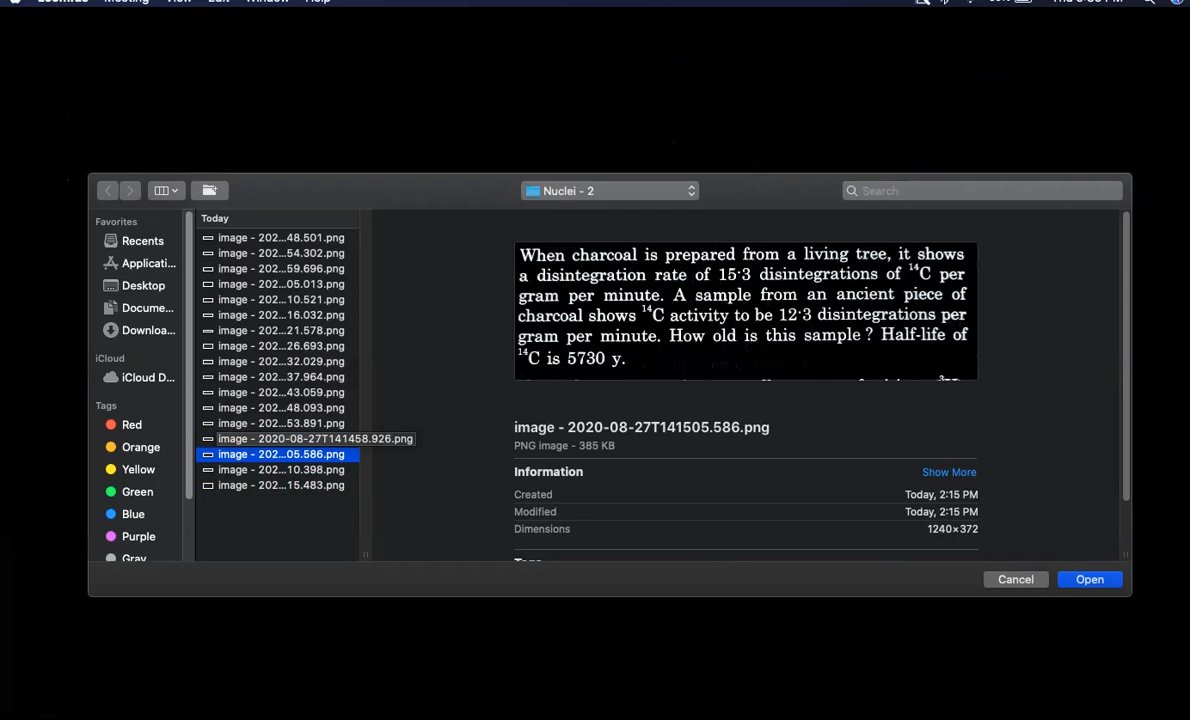 Meeting
View
Edit
Window
Help
Nuclei - 2
Search
Favorites
Recents
Applicati...
Desktop
Docume...
Downloa...
iCloud
iCloud D...
Tags
Red
Orange
Yellow
Green
Blue
Purple
Gray
Today
image - 202...48.501.png
image - 202...54.302.png
image - 202...59.696.png
image - 202...05.013.png
image - 202...10.521.png
image - 202...16.032.png
image - 202...21.578.png
image - 202...26.693.png
image - 202...32.029.png
image - 202...37.964.png
image - 202...43.059.png
image - 202...48.093.png
image - 202...53.891.png
image - 2020-08-27T141458.926.png
image - 202...05.586.png
image - 202...10.398.png
image - 202...15.483.png
When charcoal is prepared from a living tree, it shows
a disintegration rate of 15·3 disintegrations of ¹⁴C per
gram per minute. A sample from an ancient piece of
charcoal shows ¹⁴C activity to be 12·3 disintegrations per
gram per minute. How old is this sample ? Half-life of
¹⁴C is 5730 y.
image - 2020-08-27T141505.586.png
PNG image - 385 KB
Information
Show More
Created
Today, 2:15 PM
Modified
Today, 2:15 PM
Dimensions
1240×372
Tags
Cancel
Open